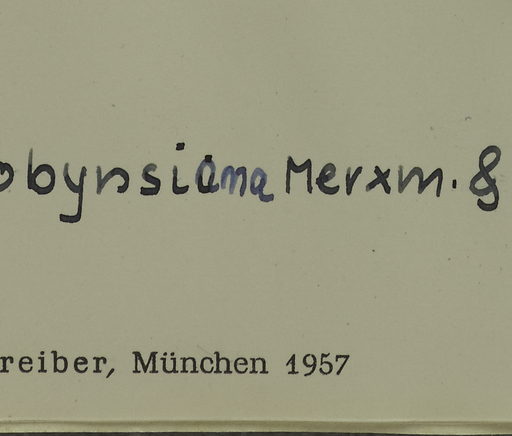 obynsiana Merxm. &
reiber, München 1957